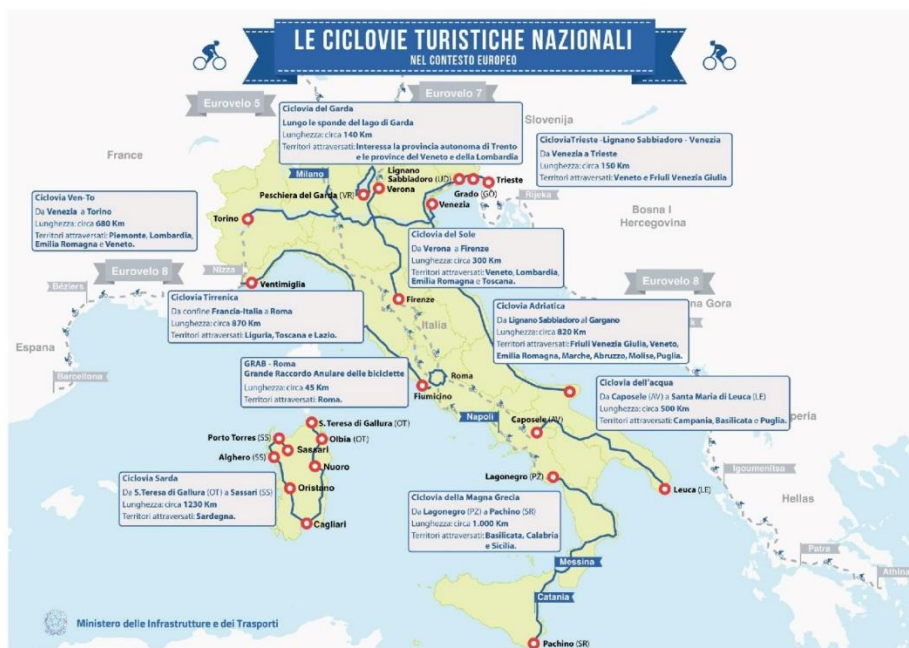 LE CICLOVIE TURISTICHE NAZIONALI
NEL CONTESTO EUROPEO
Eurovelo 5
Eurovelo 7
Ciclovia del Garda
Lungo le sponde del lago di Garda
Lunghezza: circa 140 Km
Territori attraversati: Interessa la provincia autonoma di Trento
e le province del Veneto e della Lombardia
Slovenija
CicloviaTrieste -Lignano Sabbiadoro - Venezia
Da Venezia a Trieste
Lunghezza: circa 150 Km
Territori attraversati: Veneto e Friuli Venezia Giulia
France
Milano
Lignano
Sabbiadoro (UD)
Verona
Peschiera del Garda (VR)
Trieste
Grado (GO)
Venezia
Rijeka
Bosna I
Hercegovina
Ciclovia Ven-To
Da Venezia a Torino
Lunghezza: circa 680 Km
Territori attraversati: Piemonte, Lombardia,
Emilia Romagna e Veneto.
Torino
Ciclovia del Sole
Da Verona a Firenze
Lunghezza: circa 300 Km
Territori attraversati: Veneto, Lombardia,
Emilia Romagna e Toscana.
Eurovelo 8
Nizza
Béziers
Ventimiglia
Eurovelo 8
Firenze
Italia
Ciclovia Tirrenica
Da confine Francia-Italia a Roma
Lunghezza: circa 870 Km
Territori attraversati: Liguria, Toscana e Lazio.
Ciclovia Adriatica
Da Lignano Sabbiadoro al Gargano
Lunghezza: circa 820 Km
Territori attraversati: Friuli Venezia Giulia, Veneto,
Emilia Romagna, Marche, Abruzzo, Molise, Puglia.
na Gora
Espana
Barcellona
GRAB - Roma
Grande Raccordo Anulare delle biciclette
Lunghezza: circa 45 Km
Territori attraversati: Roma.
Roma
Fiumicino
Ciclovia dell'acqua
Da Caposele (AV) a Santa Maria di Leuca (LE)
Lunghezza: circa 500 Km
Territori attraversati: Campania, Basilicata e Puglia.
Napoli
Caposele (AV)
peria
S.Teresa di Gallura (OT)
Porto Torres (SS)
Olbia (OT)
Sassari
Alghero (SS)
Nuoro
Oristano
Cagliari
Lagonegro (PZ)
Leuca (LE)
Igoumenitsu
Hellas
Ciclovia Sarda
Da S.Teresa di Gallura (OT) a Sassari (SS)
Lunghezza: circa 1230 Km
Territori attraversati: Sardegna.
Ciclovia della Magna Grecia
Da Lagonegro (PZ) a Pachino (SR)
Lunghezza: circa 1.000 Km
Territori attraversati: Basilicata, Calabria
e Sicilia.
Messina
Patra
Athina
Catania
Pachino (SR)
Ministero delle Infrastrutture e dei Trasporti